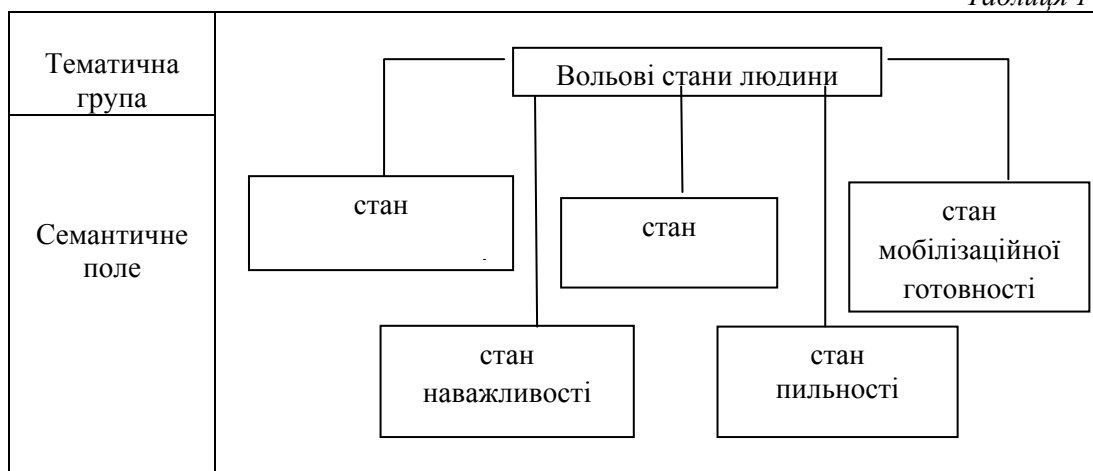 Таблиця 1
Тематична
група
Вольові стани людини
Семантичне
поле
стан
стан
стан
мобілізаційної
готовності
стан
наважливості
стан
пильності